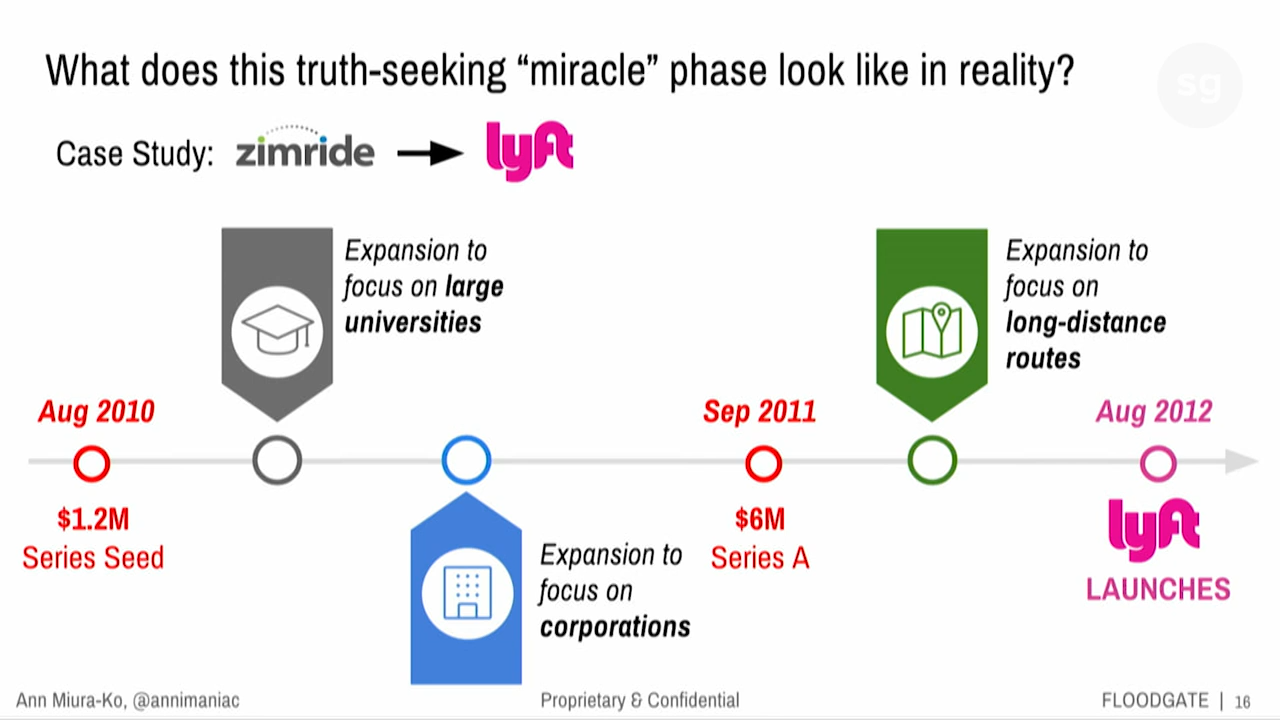 What does this truth-seeking “miracle” phase look like in reality?
sg
Case Study: zimride lyft
Expansion to
focus on large
universities
Expansion to
focus on
long-distance
routes
Aug 2010
Sep 2011
Aug 2012
$1.2M
Series Seed
Expansion to
focus on
corporations
$6M
Series A
lyft
LAUNCHES
Ann Miura-Ko, @annimaniac
Proprietary & Confidential
FLOODGATE | 16